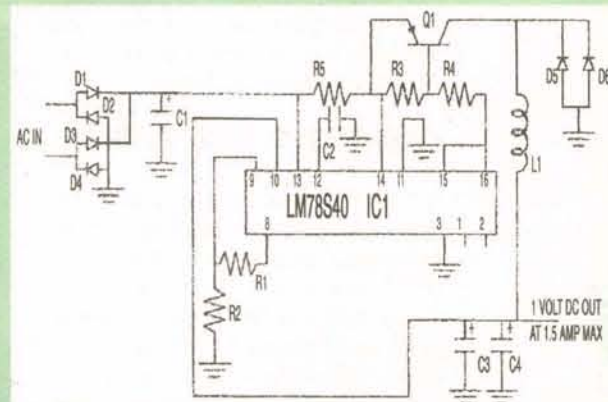 Q1
D1
D2
D3
D4
AC IN
C1
R5
R3
R4
D5
D6
C2
L1
9 10 13 12 14 11 15 16
LM78S40 IC1
8 3 1 2
R1
R2
1 VOLT DC OUT
AT 1.5 AMP MAX
+
+
+
C3
C4